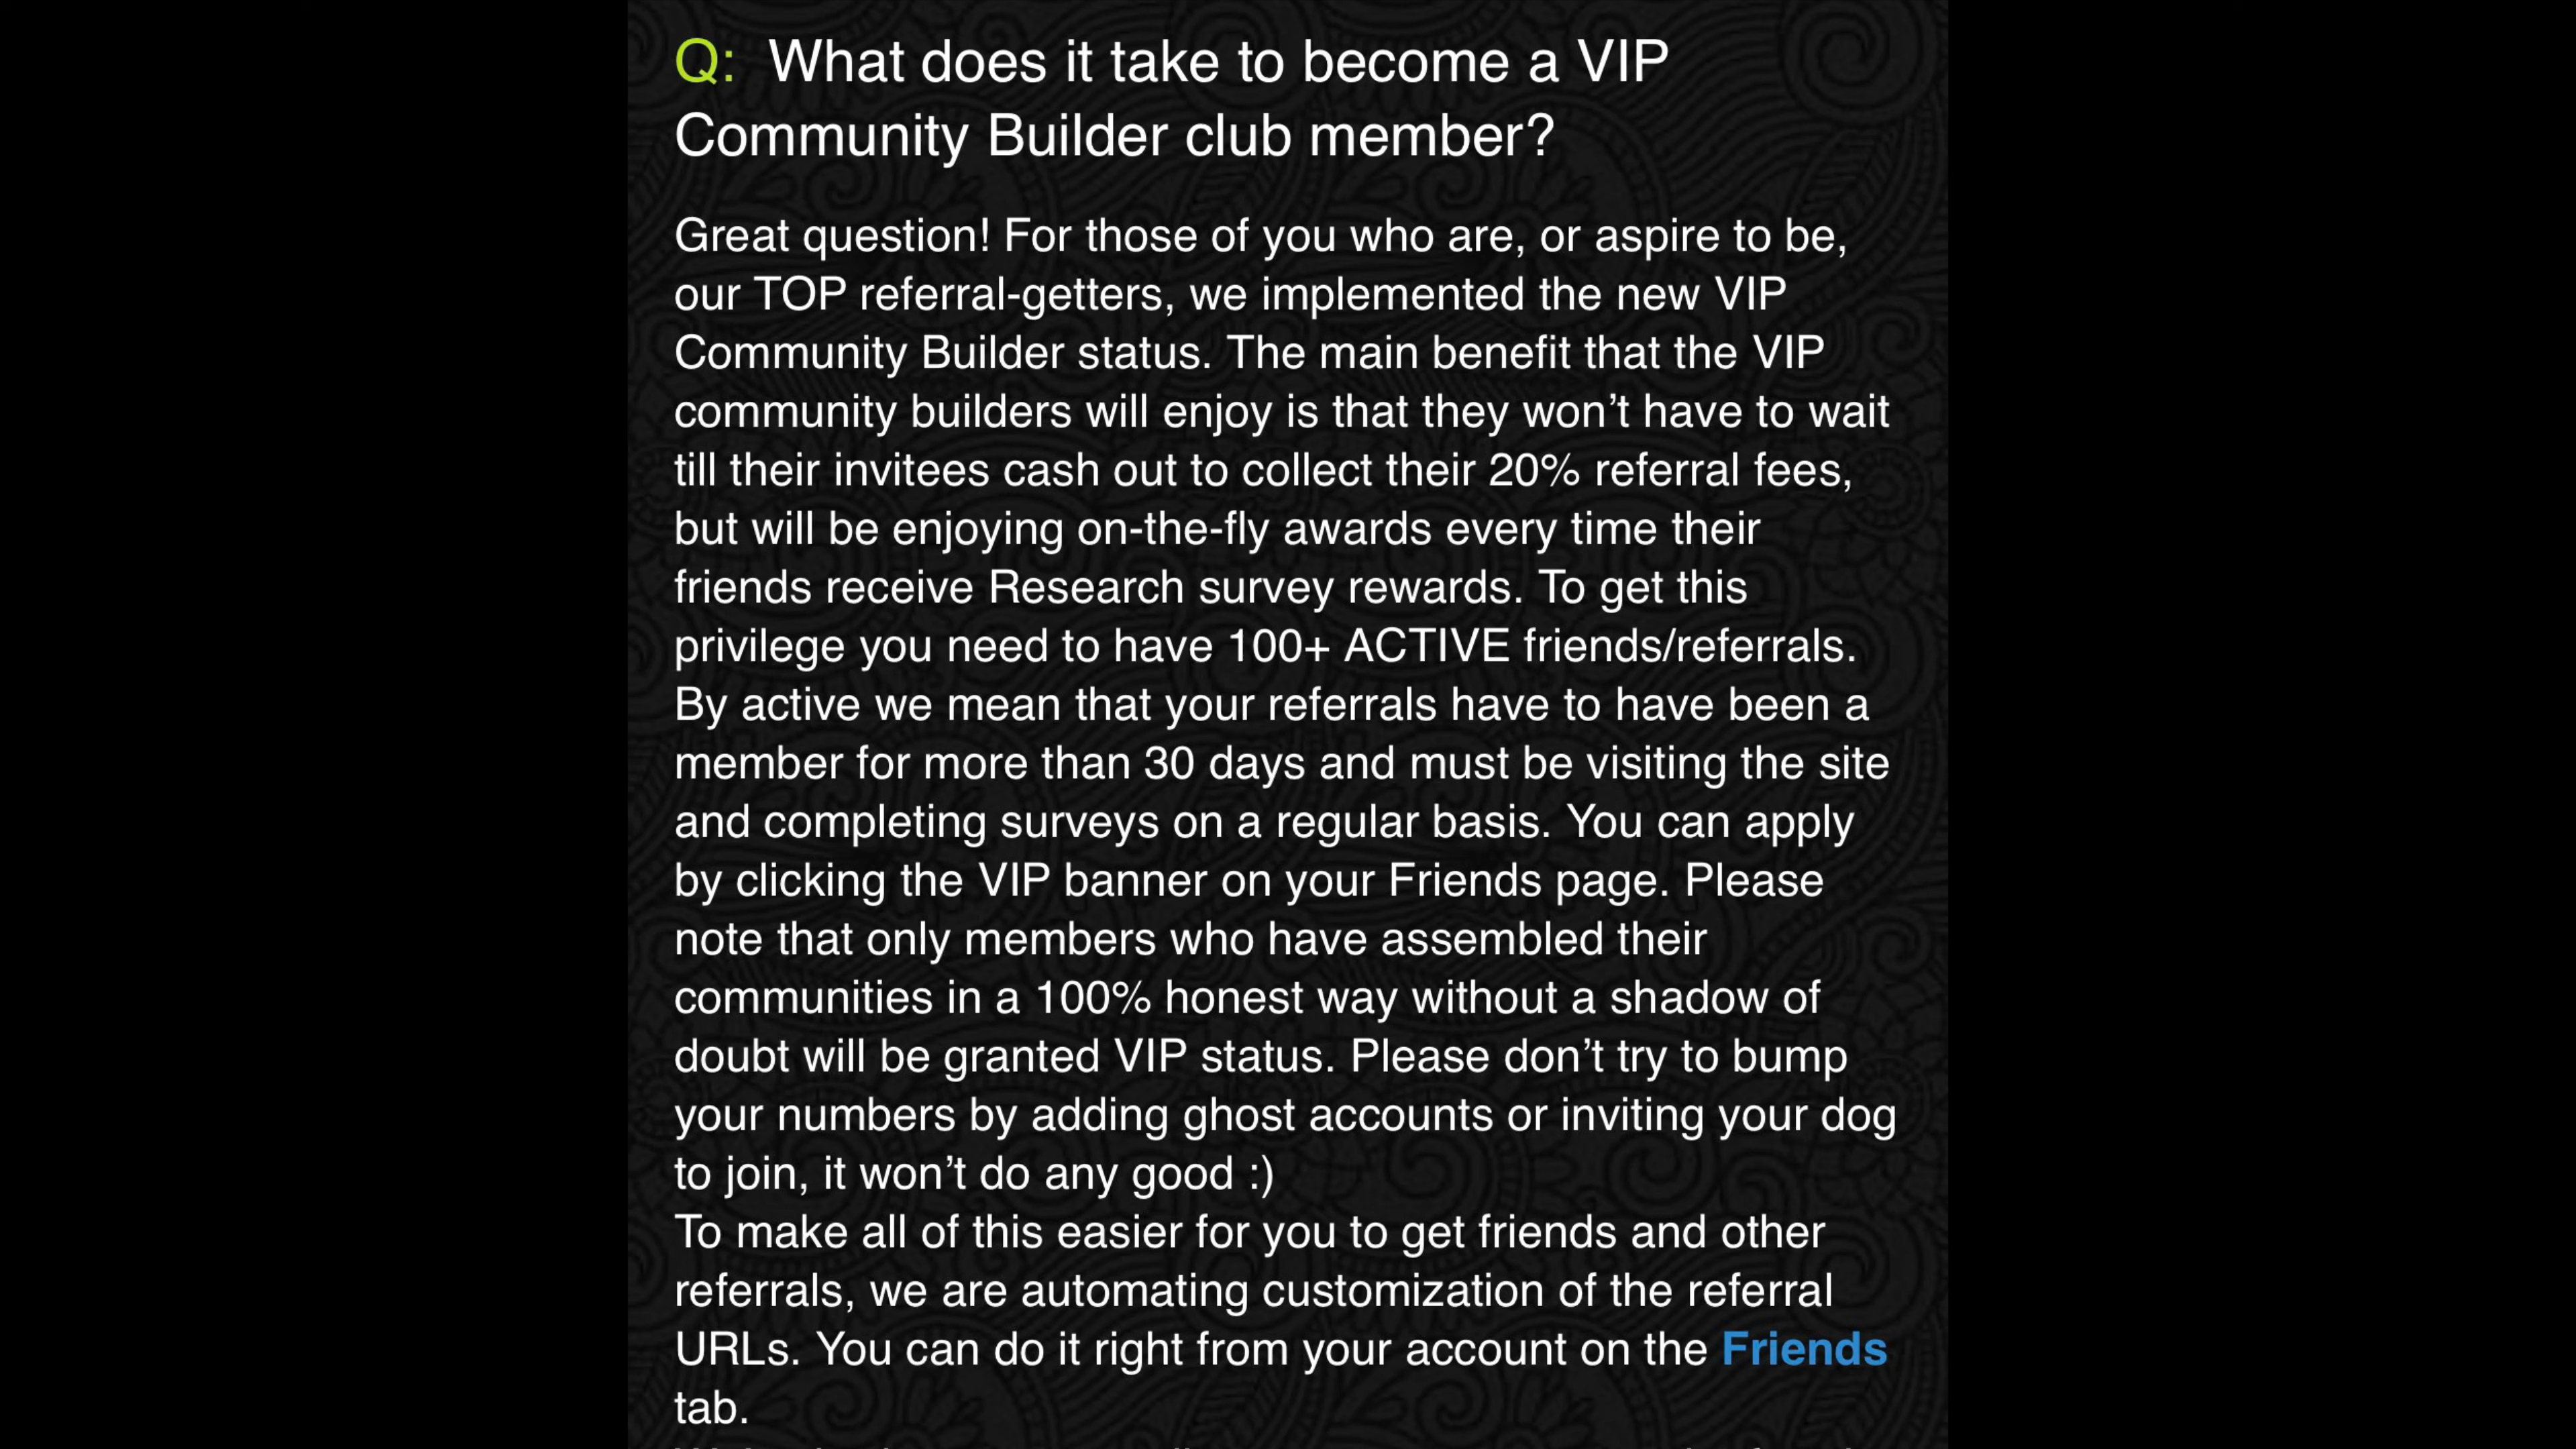 Q: What does it take to become a VIP
Community Builder club member?
Great question! For those of you who are, or aspire to be,
our TOP referral-getters, we implemented the new VIP
Community Builder status. The main benefit that the VIP
community builders will enjoy is that they won’t have to wait
till their invitees cash out to collect their 20% referral fees,
but will be enjoying on-the-fly awards every time their
friends receive Research survey rewards. To get this
privilege you need to have 100+ ACTIVE friends/referrals.
By active we mean that your referrals have to have been a
member for more than 30 days and must be visiting the site
and completing surveys on a regular basis. You can apply
by clicking the VIP banner on your Friends page. Please
note that only members who have assembled their
communities in a 100% honest way without a shadow of
doubt will be granted VIP status. Please don’t try to bump
your numbers by adding ghost accounts or inviting your dog
to join, it won’t do any good :)
To make all of this easier for you to get friends and other
referrals, we are automating customization of the referral
URLs. You can do it right from your account on the Friends
tab.